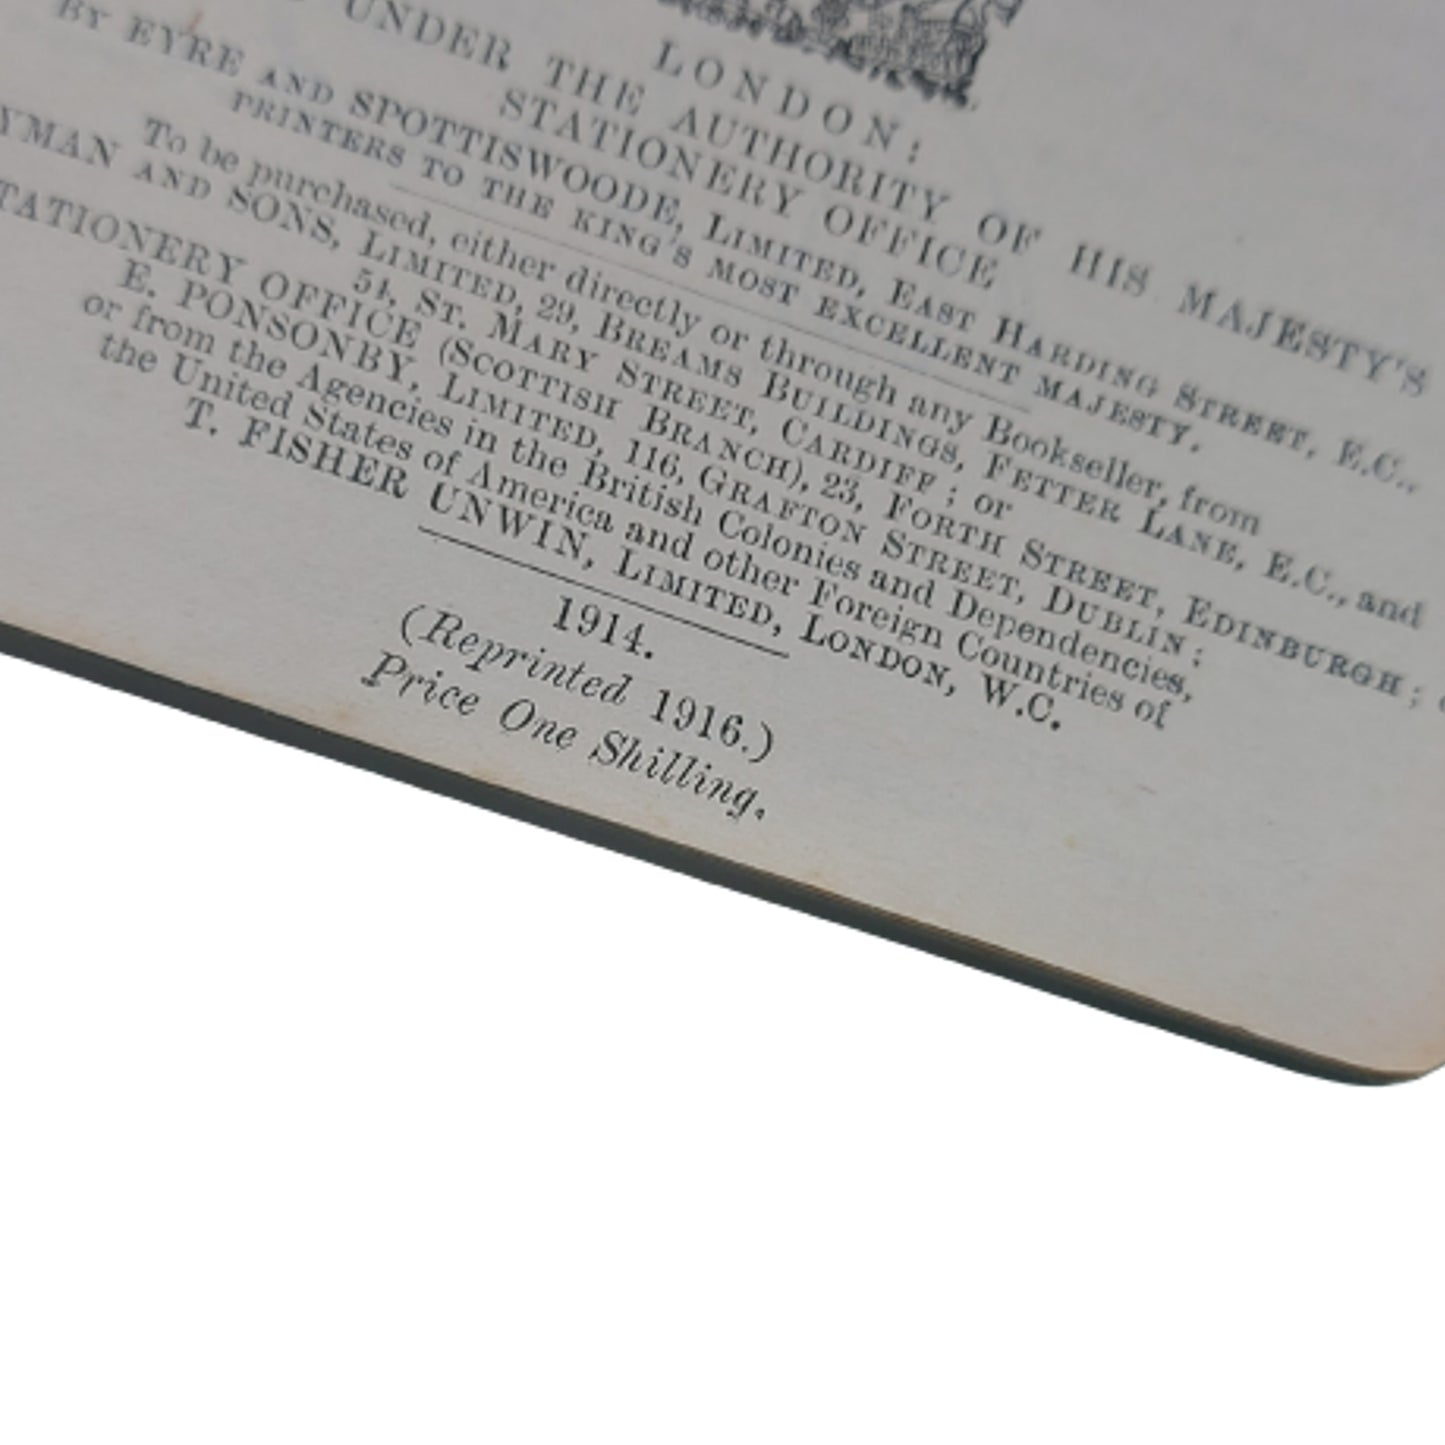 LONDON:
UNDER THE AUTHORITY OF HIS MAJESTY'S
STATIONERY OFFICE
BY EYRE AND SPOTTISWOODE, LIMITED, EAST HARDING STREET, E.C.,
PRINTERS TO THE KING'S MOST EXCELLENT MAJESTY.
To be purchased, either directly or through any Bookseller, from
YMAN AND SONS, LIMITED, 29, BREAMS BUILDINGS, FETTER LANE, E.C., and
54, ST. MARY STREET, CARDIFF; or
TATIONERY OFFICE (SCOTTISH BRANCH), 23, FORTH STREET, EDINBURGH;
E. PONSONBY, LIMITED, 116, GRAFTON STREET, DUBLIN;
or from the Agencies in the British Colonies and Dependencies,
the United States of America and other Foreign Countries of
T. FISHER UNWIN, LIMITED, LONDON, W.C.
1914.
(Reprinted 1916.)
Price One Shilling.